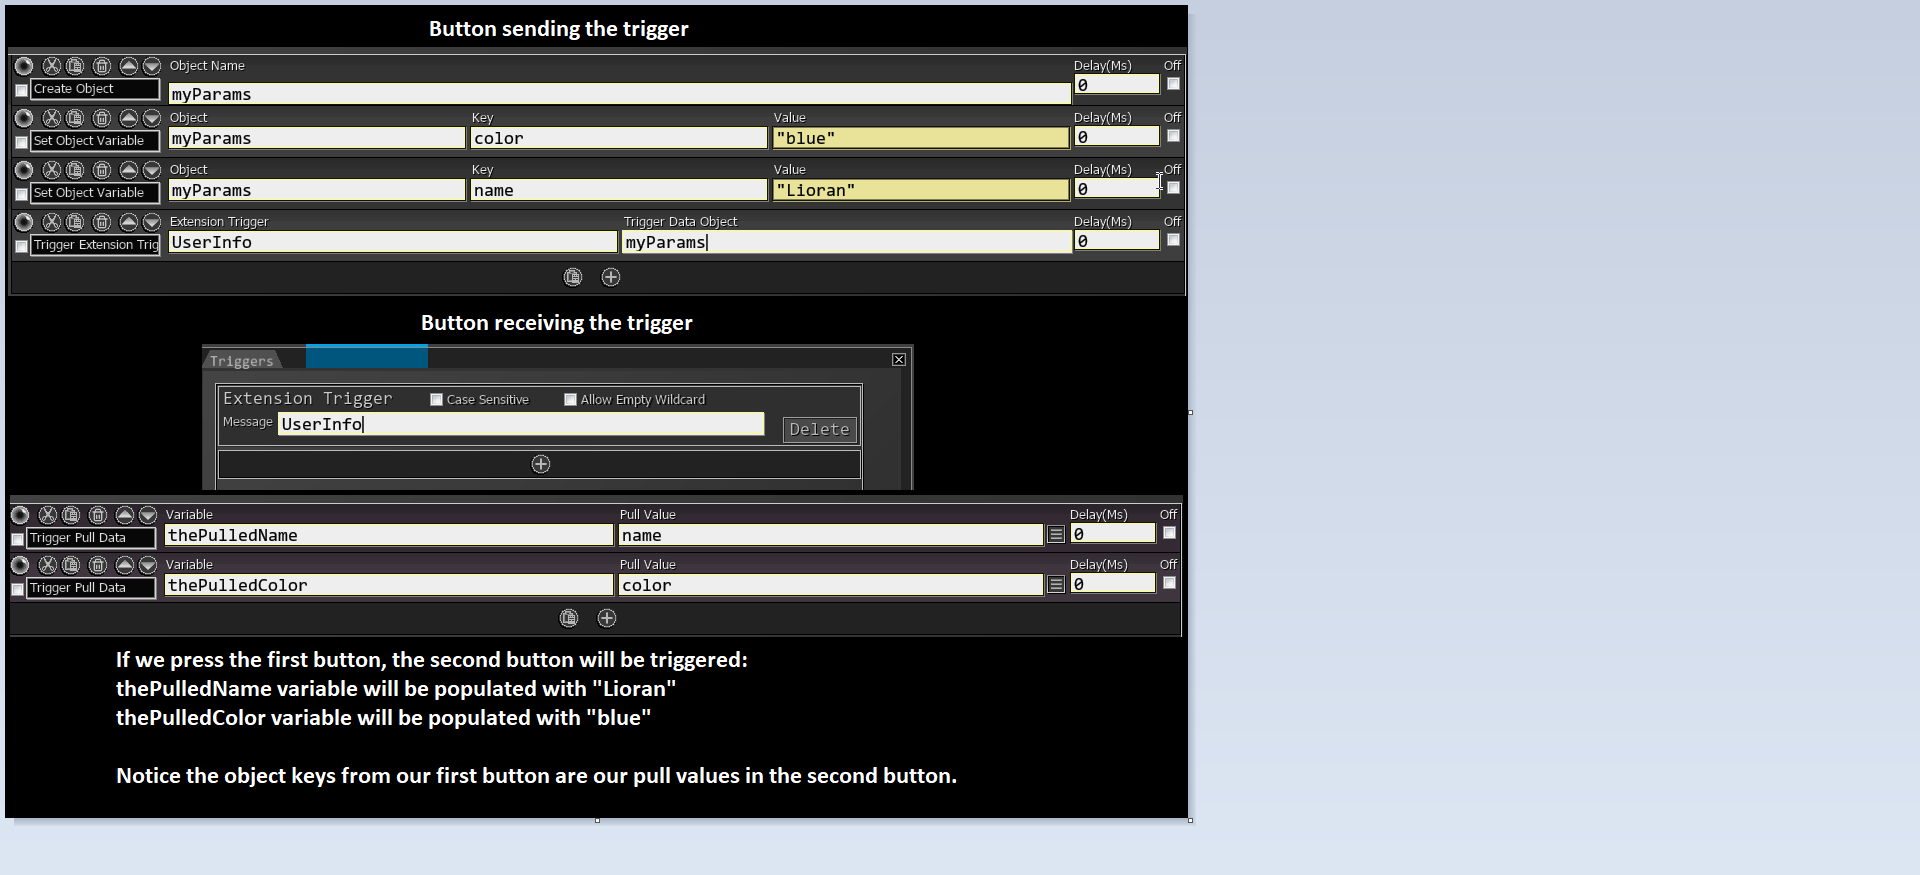 Button sending the trigger
Object Name Delay(Ms) Off
Create Object myParams 0
Object Key Value Delay(Ms) Off
Set Object Variable myParams color "blue" 0
Object Key Value Delay(Ms) Off
Set Object Variable myParams name "Lioran" 0
Extension Trigger Trigger Data Object Delay(Ms) Off
Trigger Extension Trig UserInfo myParams 0
Button receiving the trigger
Triggers
Extension Trigger Case Sensitive Allow Empty Wildcard
Message UserInfo Delete
Variable Pull Value Delay(Ms) Off
Trigger Pull Data thePulledName name 0
Variable Pull Value Delay(Ms) Off
Trigger Pull Data thePulledColor color 0
If we press the first button, the second button will be triggered:
thePulledName variable will be populated with "Lioran"
thePulledColor variable will be populated with "blue"
Notice the object keys from our first button are our pull values in the second button.